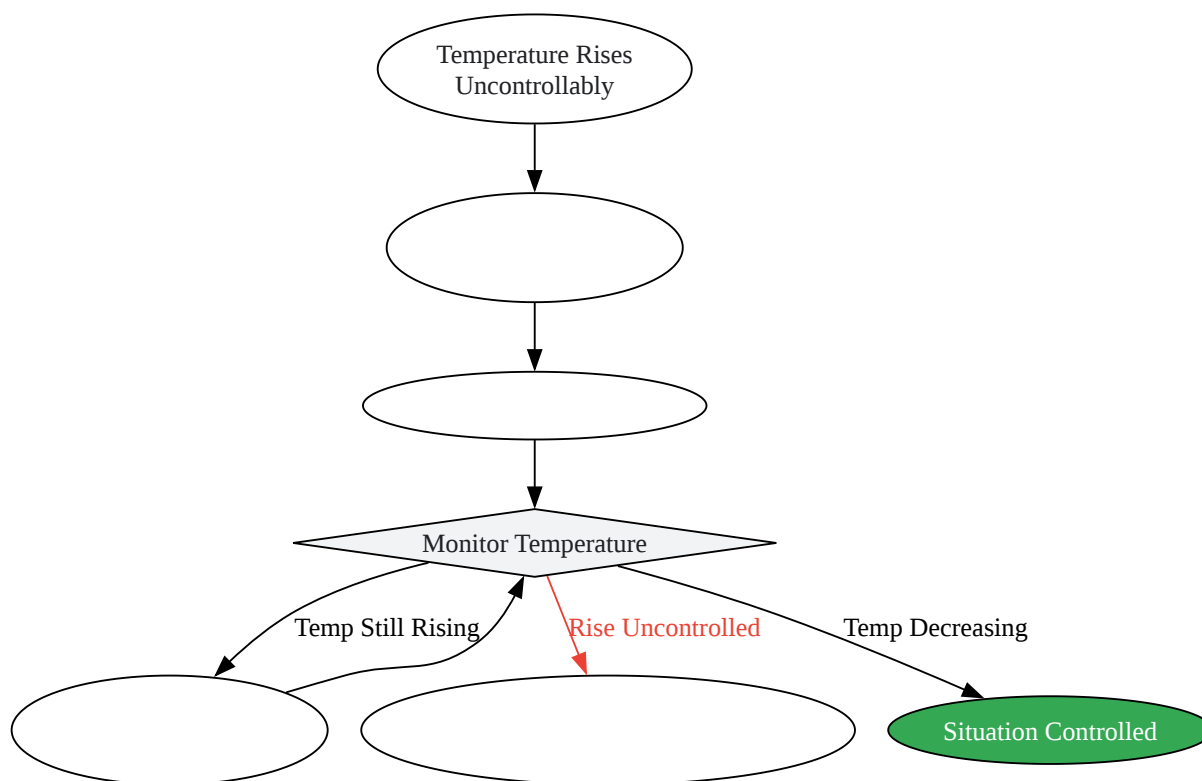 Temperature Rises
Uncontrollably
Monitor Temperature
Temp Still Rising
Rise Uncontrolled
Temp Decreasing
Situation Controlled